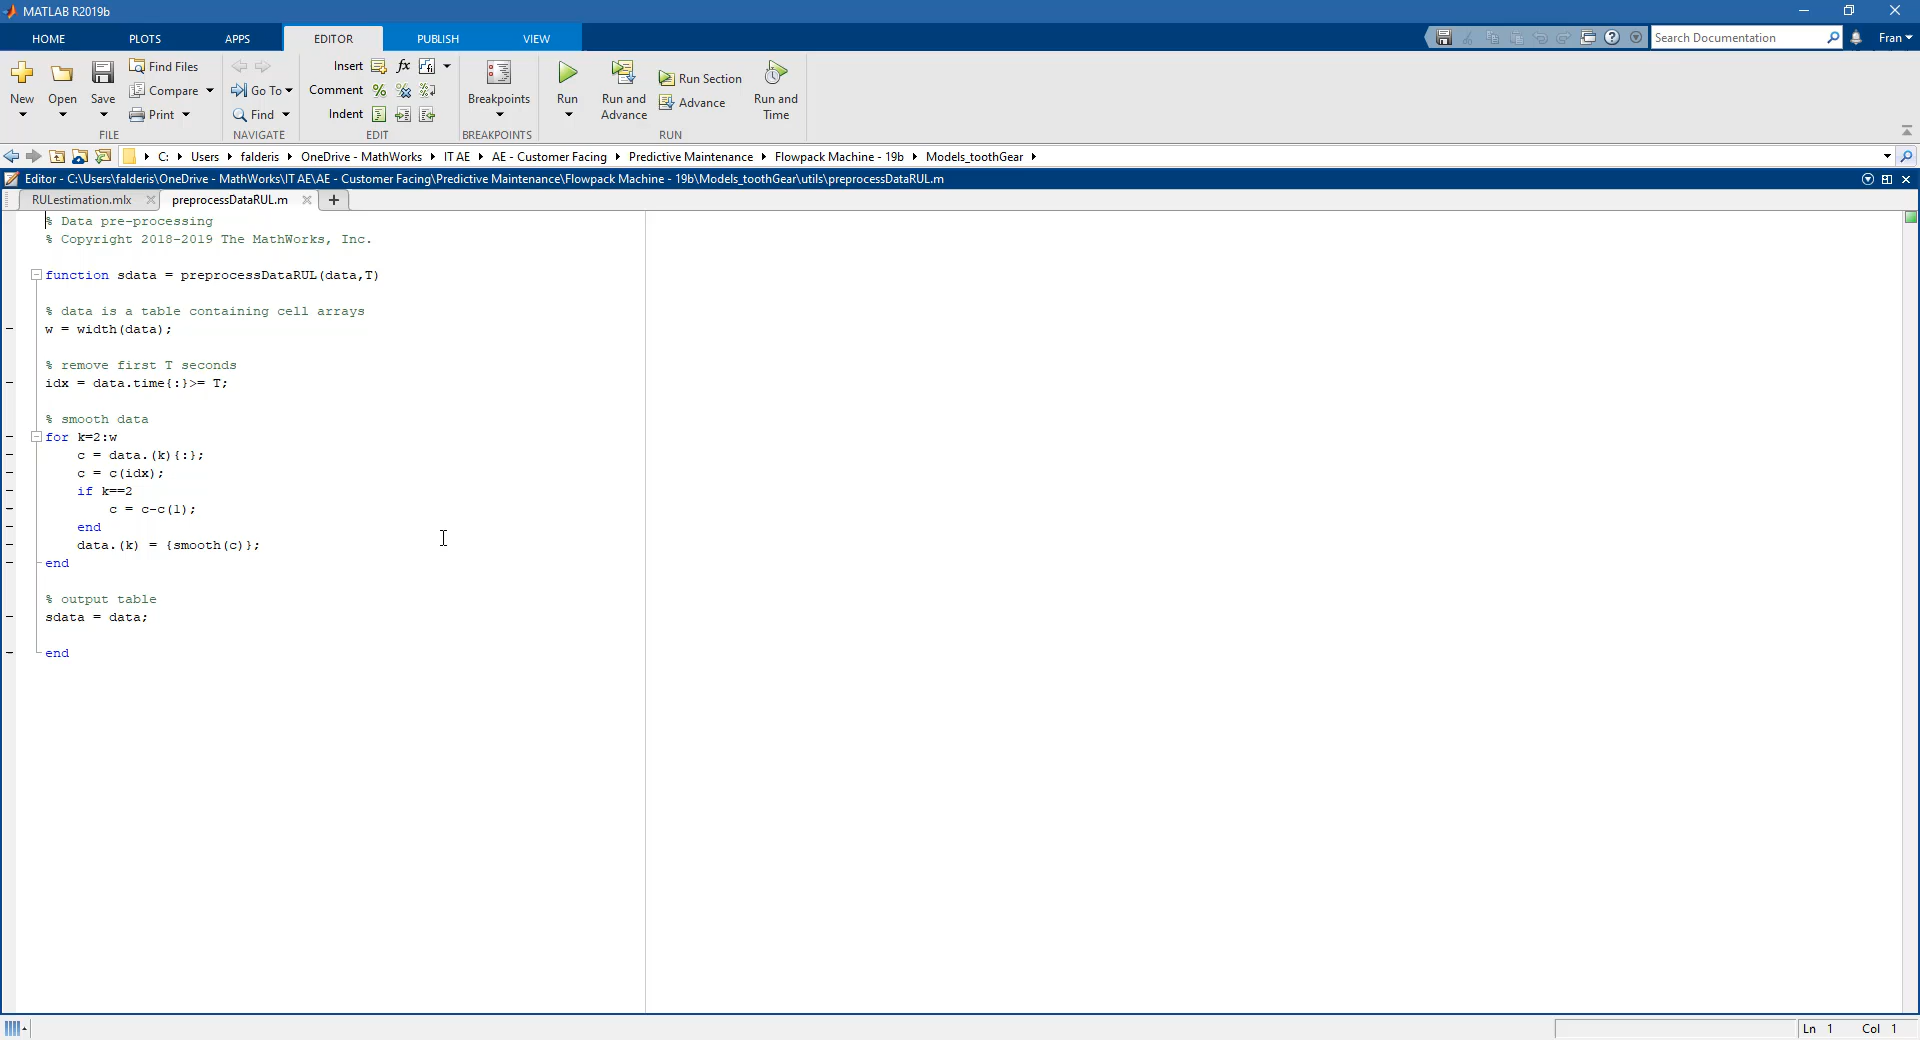 MATLAB R2019b
HOME PLOTS APPS EDITOR PUBLISH VIEW
Search Documentation
Fran
New
Open
Save
Find Files
Compare
Print
FILE
Go To
Find
NAVIGATE
Insert
Comment
Indent
EDIT
Breakpoints
BREAKPOINTS
Run
Run and Advance
Run Section
Advance
Run and Time
RUN
C: Users falderis OneDrive - MathWorks IT AE AE - Customer Facing Predictive Maintenance Flowpack Machine - 19b Models_toothGear
Editor - C:\Users\falderis\OneDrive - MathWorks\IT AE\AE - Customer Facing\Predictive Maintenance\Flowpack Machine - 19b\Models_toothGear\utils\preprocessDataRUL.m
RULestimation.mlx preprocessDataRUL.m
% Data pre-processing
% Copyright 2018-2019 The MathWorks, Inc.
function sdata = preprocessDataRUL(data,T)
% data is a table containing cell arrays
w = width(data);
% remove first T seconds
idx = data.time{:}>= T;
% smooth data
for k=2:w
c = data.(k){:};
c = c(idx);
if k==2
c = c-c(1);
end
data.(k) = {smooth(c)};
end
% output table
sdata = data;
end
Ln 1 Col 1